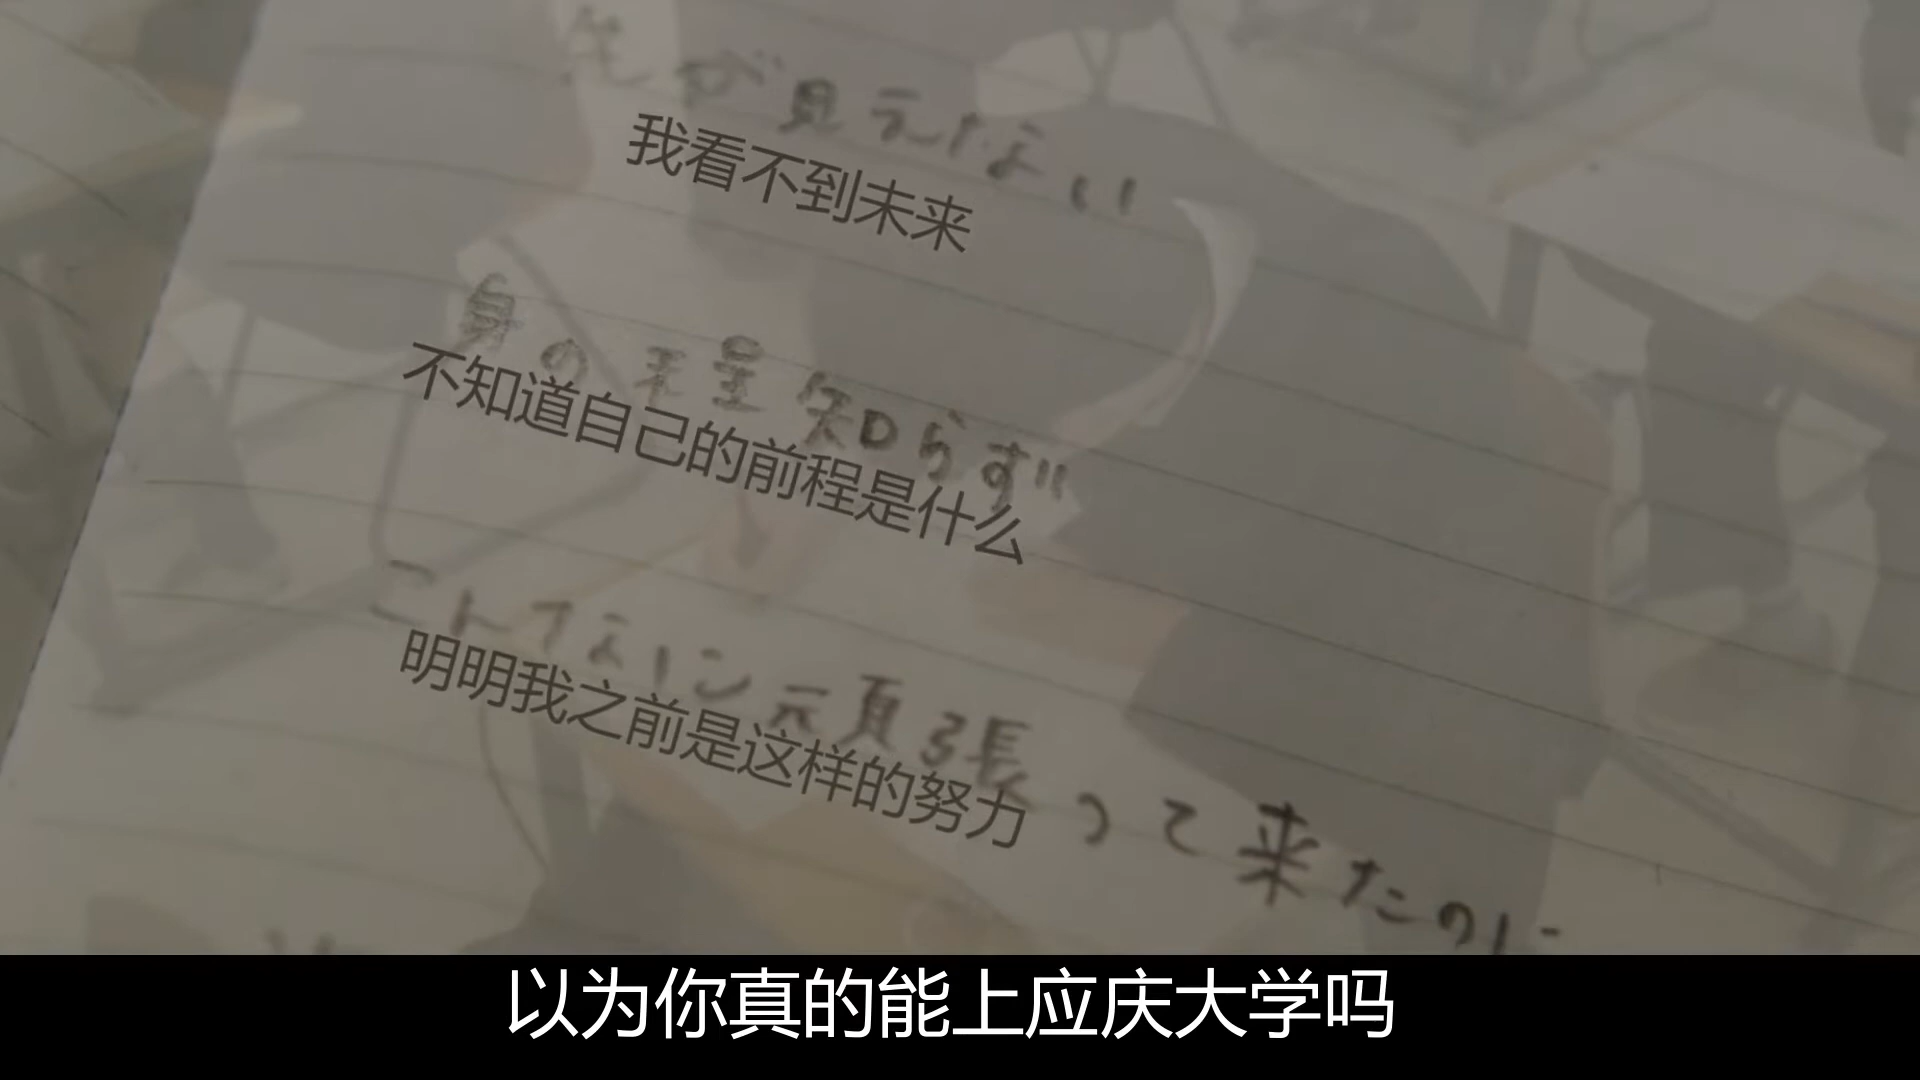 先が見えない
我看不到未来
身の程知らず
不知道自己的前程是什么
こんなに頑張って来たのに
明明我之前是这样的努力
以为你真的能上应庆大学吗